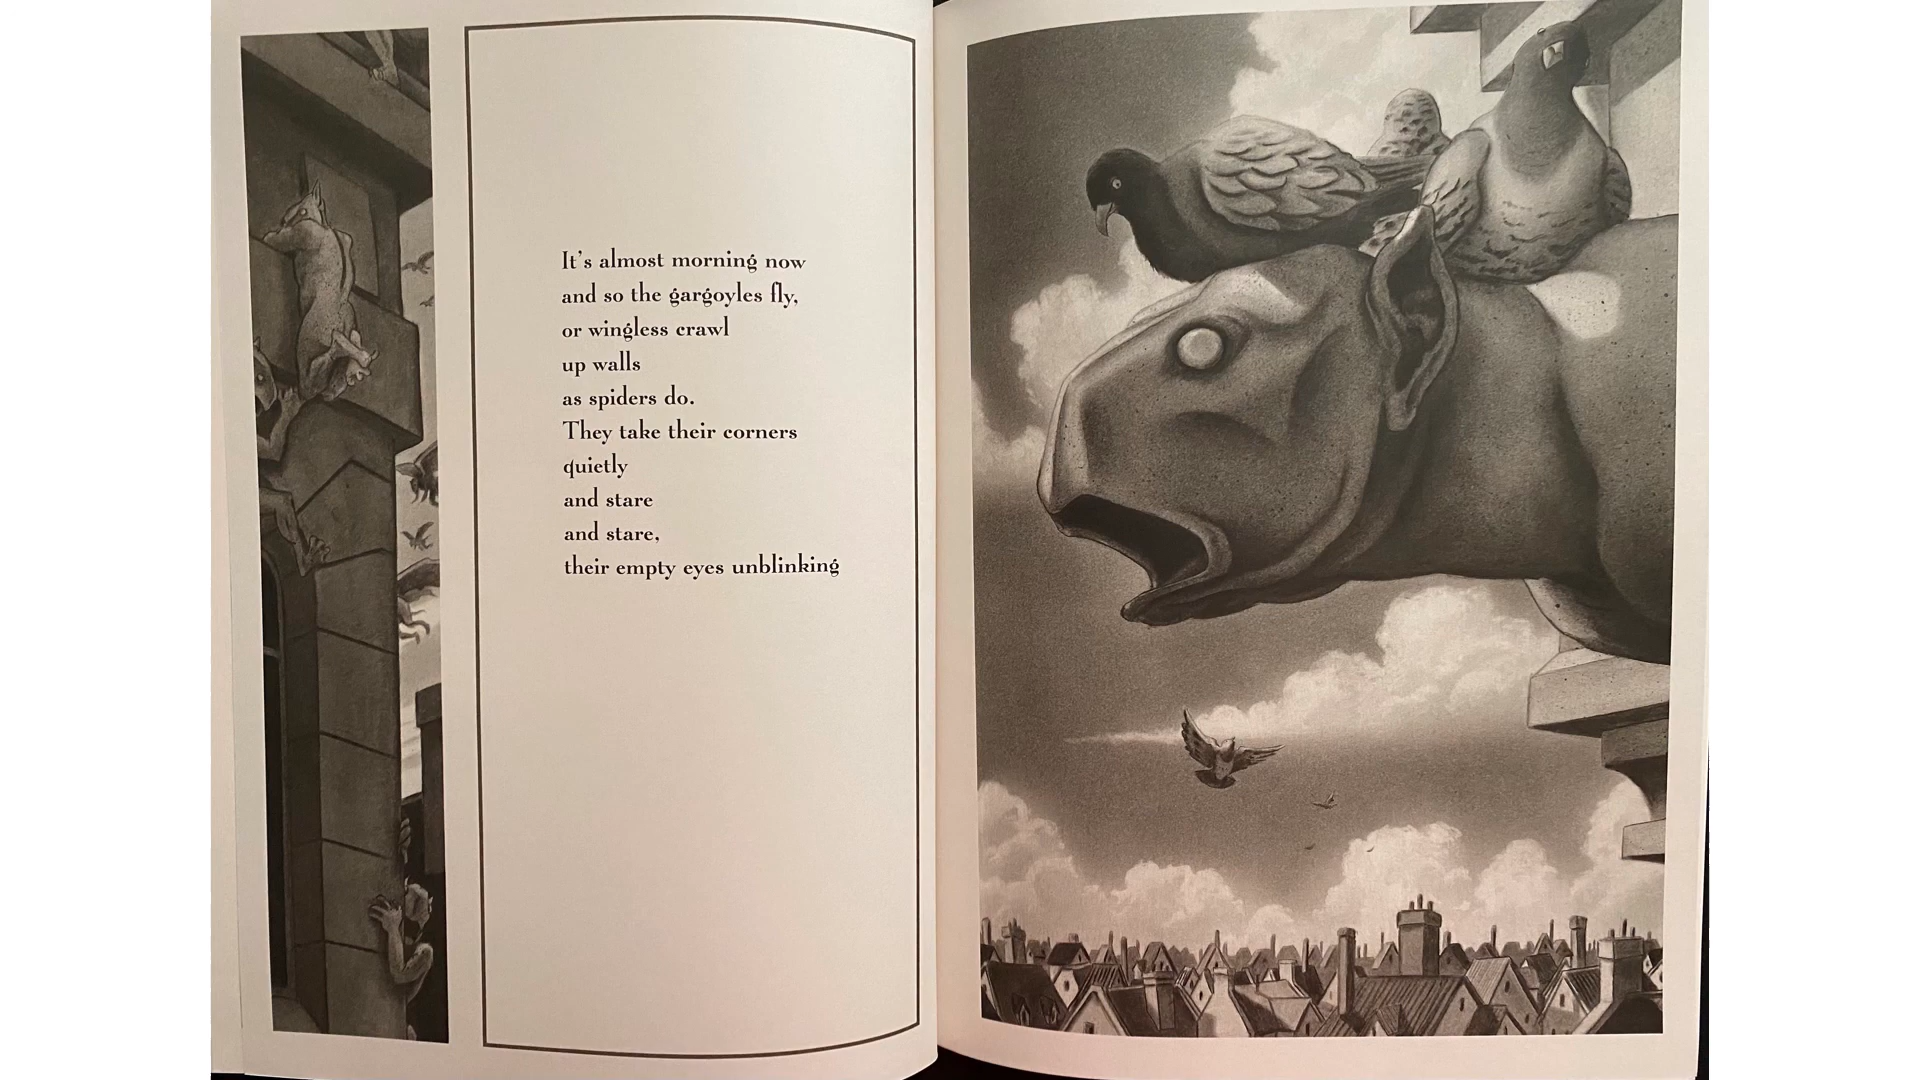 It's almost morning now
and so the gargoyles fly,
or wingless crawl
up walls
as spiders do.
They take their corners
quietly
and stare
and stare,
their empty eyes unblinking